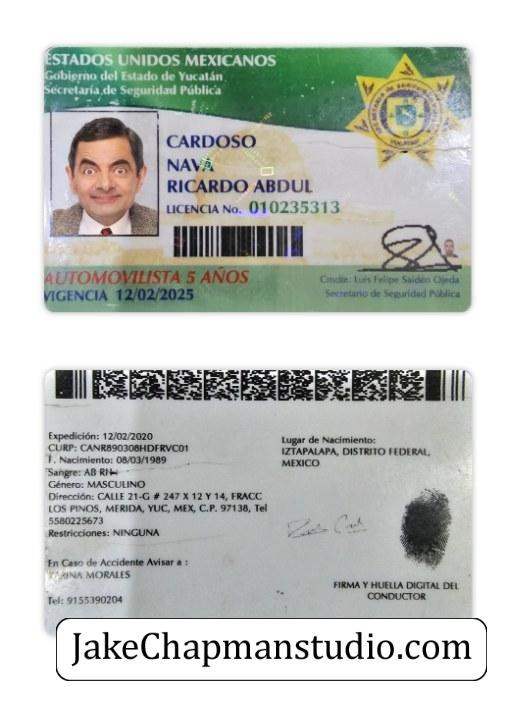 ESTADOS UNIDOS MEXICANOS
Gobierno del Estado de Yucatán
Secretaría de Seguridad Pública
CARDOSO
NAVA
RICARDO ABDUL
LICENCIA No. 010235313
AUTOMOVILISTA 5 AÑOS
VIGENCIA 12/02/2025
Cmdte. Luis Felipe Saidén Ojeda
Secretario de Seguridad Pública
Expedición: 12/02/2020
CURP: CANR890308HDFRVC01
F. Nacimiento: 08/03/1989
Sangre: AB RH
Género: MASCULINO
Dirección: CALLE 21-G # 247 X 12 Y 14, FRACC
LOS PINOS, MERIDA, YUC, MEX, C.P. 97138, Tel
5580225673
Restricciones: NINGUNA
En Caso de Accidente Avisar a :
MORALES
Tel: 9155390204
Lugar de Nacimiento:
IZTAPALAPA, DISTRITO FEDERAL,
MEXICO
FIRMA Y HUELLA DIGITAL DEL
CONDUCTOR
JakeChapmanstudio.com